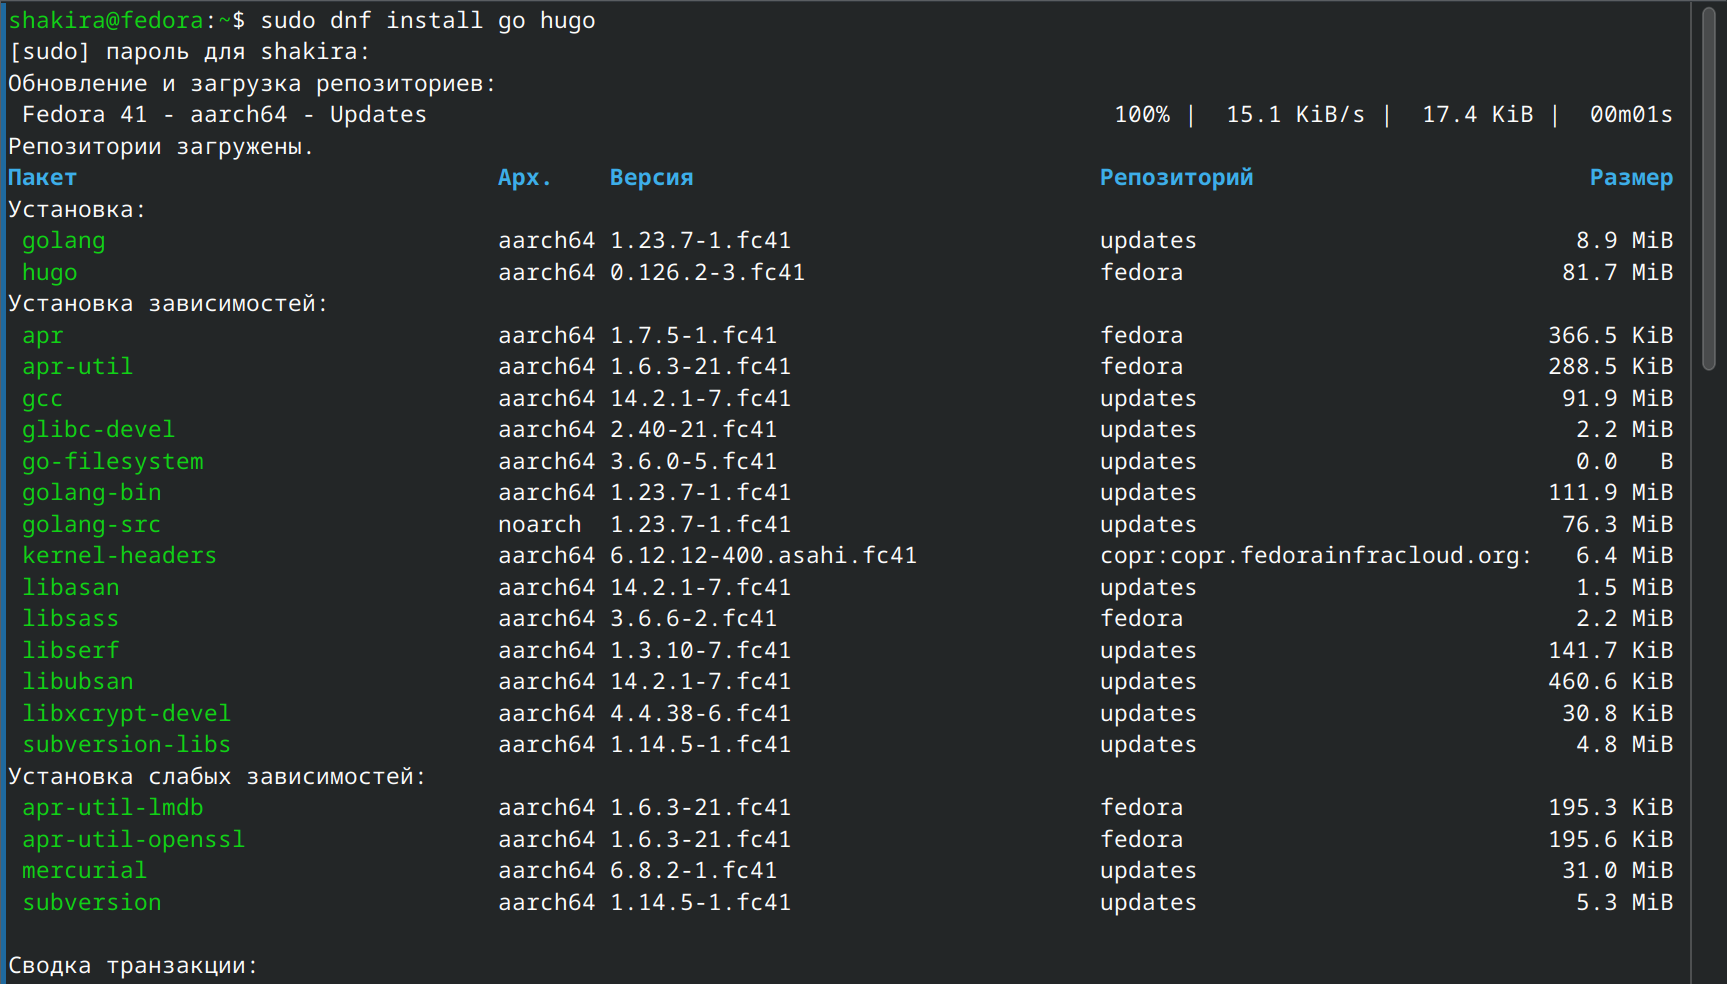 shakira@fedora:~$ sudo dnf install go hugo
[sudo] пароль для shakira:
Обновление и загрузка репозиториев:
Fedora 41 - aarch64 - Updates 100% | 15.1 KiB/s | 17.4 KiB | 00m01s
Репозитории загружены.
Пакет Арх. Версия Репозиторий Размер
Установка:
golang aarch64 1.23.7-1.fc41 updates 8.9 MiB
hugo aarch64 0.126.2-3.fc41 fedora 81.7 MiB
Установка зависимостей:
apr aarch64 1.7.5-1.fc41 fedora 366.5 KiB
apr-util aarch64 1.6.3-21.fc41 fedora 288.5 KiB
gcc aarch64 14.2.1-7.fc41 updates 91.9 MiB
glibc-devel aarch64 2.40-21.fc41 updates 2.2 MiB
go-filesystem aarch64 3.6.0-5.fc41 updates 0.0 B
golang-bin aarch64 1.23.7-1.fc41 updates 111.9 MiB
golang-src noarch 1.23.7-1.fc41 updates 76.3 MiB
kernel-headers aarch64 6.12.12-400.asahi.fc41 copr:copr.fedorainfracloud.org: 6.4 MiB
libasan aarch64 14.2.1-7.fc41 updates 1.5 MiB
libsass aarch64 3.6.6-2.fc41 fedora 2.2 MiB
libserf aarch64 1.3.10-7.fc41 updates 141.7 KiB
libubsan aarch64 14.2.1-7.fc41 updates 460.6 KiB
libxcrypt-devel aarch64 4.4.38-6.fc41 updates 30.8 KiB
subversion-libs aarch64 1.14.5-1.fc41 updates 4.8 MiB
Установка слабых зависимостей:
apr-util-lmdb aarch64 1.6.3-21.fc41 fedora 195.3 KiB
apr-util-openssl aarch64 1.6.3-21.fc41 fedora 195.6 KiB
mercurial aarch64 6.8.2-1.fc41 updates 31.0 MiB
subversion aarch64 1.14.5-1.fc41 updates 5.3 MiB
Сводка транзакции: